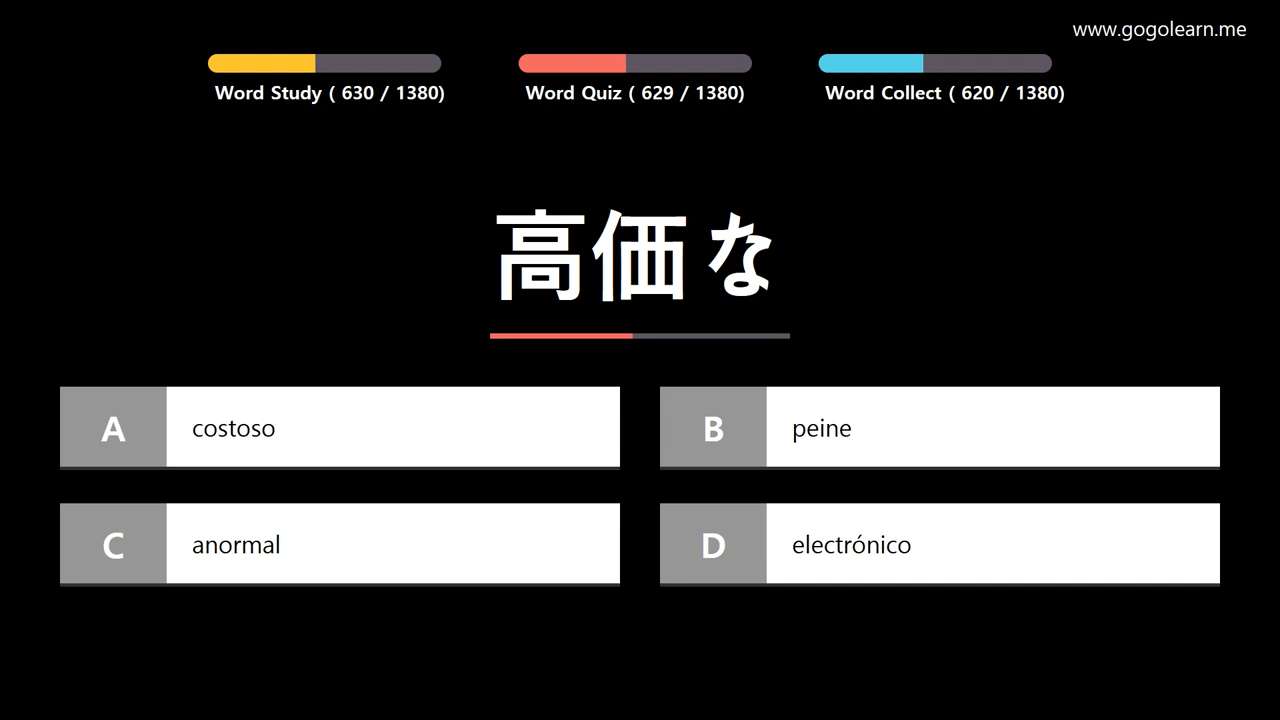 www.gogolearn.me
Word Study ( 630 / 1380)
Word Quiz ( 629 / 1380)
Word Collect ( 620 / 1380)
高価な
A costoso
B peine
C anormal
D electrónico